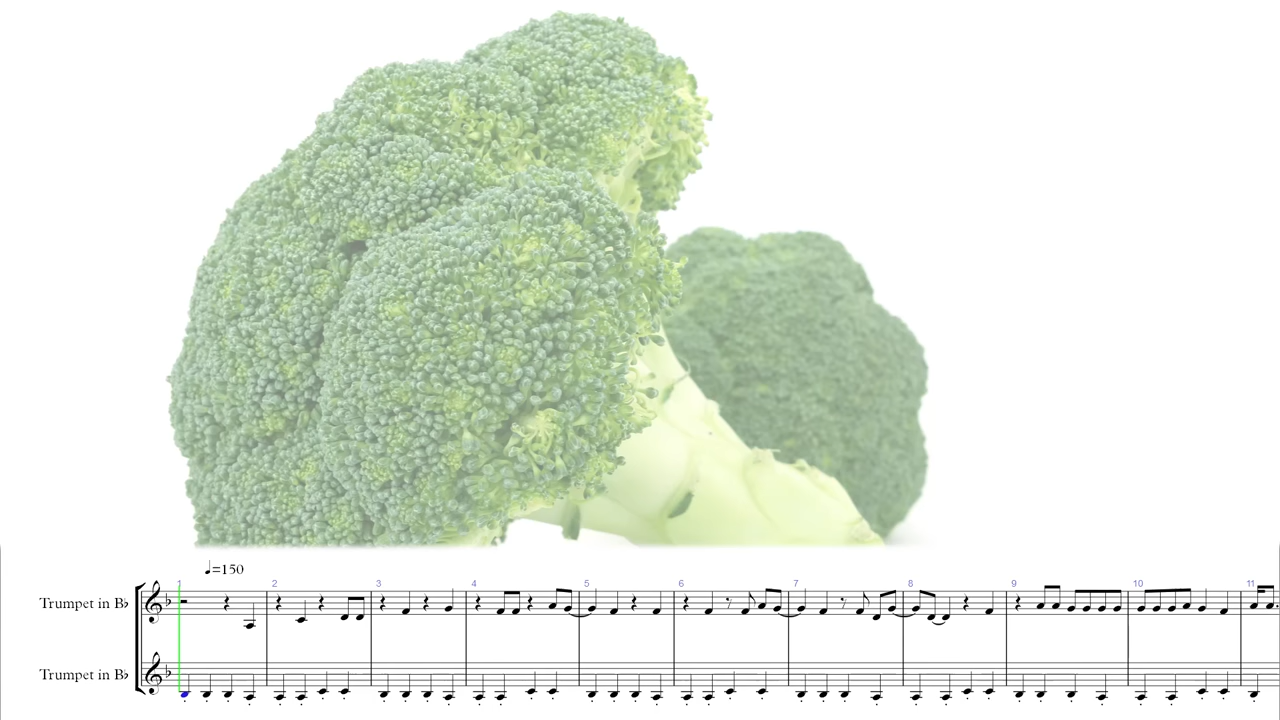 ♩=150
1 2 3 4 5 6 7 8 9 10 11
Trumpet in B♭
Trumpet in B♭